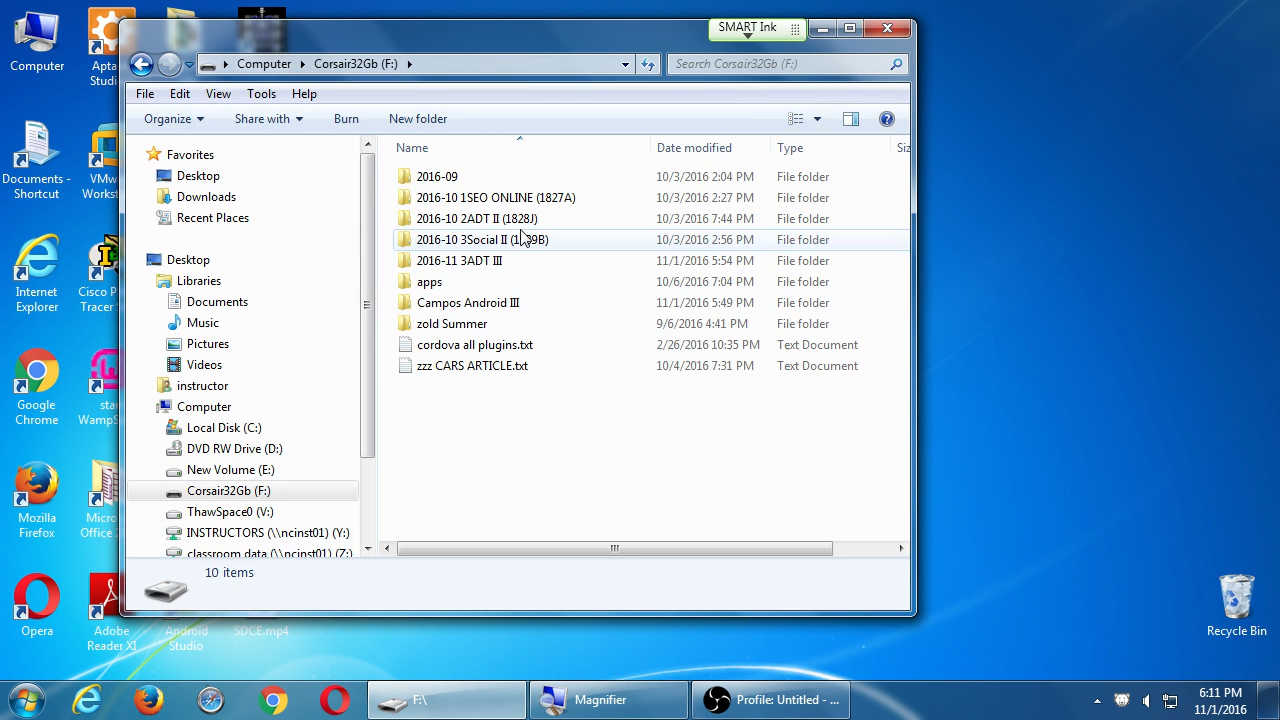 SMART Ink
Computer
Corsair32Gb (F:)
Search Corsair32Gb (F:)
File
Edit
View
Tools
Help
Organize
Share with
Burn
New folder
Favorites
Desktop
Downloads
Recent Places
Desktop
Libraries
Documents
Music
Pictures
Videos
instructor
Computer
Local Disk (C:)
DVD RW Drive (D:)
New Volume (E:)
Corsair32Gb (F:)
ThawSpace0 (V:)
INSTRUCTORS (\\ncinst01) (Y:)
classroom data (\\ncinst01) (Z:)
Name
Date modified
Type
Siz
2016-09
10/3/2016 2:04 PM
File folder
2016-10 1SEO ONLINE (1827A)
10/3/2016 2:27 PM
File folder
2016-10 2ADT II (1828J)
10/3/2016 7:44 PM
File folder
2016-10 3Social II
10/3/2016 2:56 PM
File folder
2016-11 3ADT III
11/1/2016 5:54 PM
File folder
apps
10/6/2016 7:04 PM
File folder
Campos Android III
11/1/2016 5:49 PM
File folder
zold Summer
9/6/2016 4:41 PM
File folder
cordova all plugins.txt
2/26/2016 10:35 PM
Text Document
zzz CARS ARTICLE.txt
10/4/2016 7:31 PM
Text Document
10 items
Computer
Apta
Studi
Documents -
Shortcut
VMw
Works
Internet
Explorer
Cisco P
Tracer S
Google
Chrome
star
WampS
Mozilla
Firefox
Micro
Office
Opera
Adobe
Reader XI
Android
Studio
SDCE.mp4
Recycle Bin
F:\
Magnifier
Profile: Untitled - ...
6:11 PM
11/1/2016